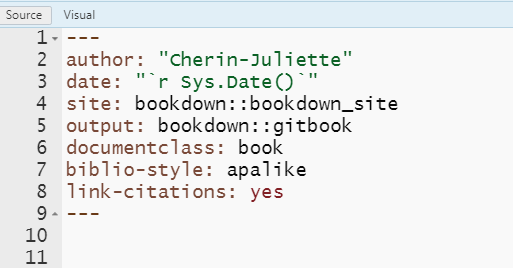 Source Visual
1 ---
2 author: "Cherin-Juliette"
3 date: "`r Sys.Date()`"
4 site: bookdown::bookdown_site
5 output: bookdown::gitbook
6 documentclass: book
7 biblio-style: apalike
8 link-citations: yes
9 ---
10
11